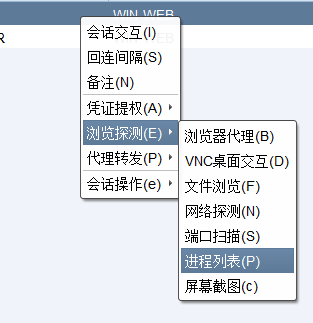 WIN-WEB
R
会话交互(I)
回连间隔(S)
备注(N)
凭证提权(A)
浏览探测(E)
代理转发(P)
会话操作(e)
浏览器代理(B)
VNC桌面交互(D)
文件浏览(F)
网络探测(N)
端口扫描(S)
进程列表(P)
屏幕截图(c)